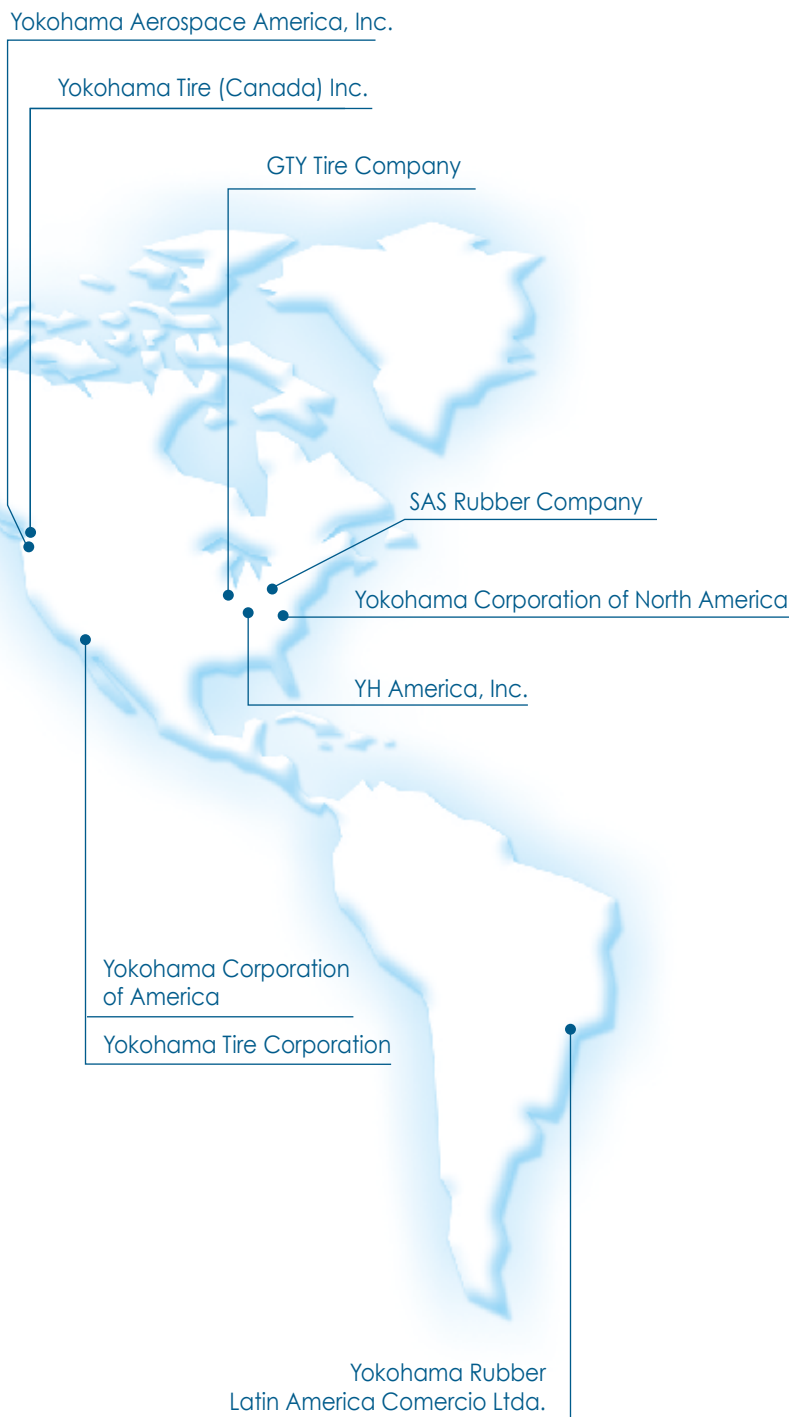 Yokohama Aerospace America, Inc.
Yokohama Tire (Canada) Inc.
GTY Tire Company
SAS Rubber Company
Yokohama Corporation of North America
YH America, Inc.
Yokohama Corporation
of America
Yokohama Tire Corporation
Yokohama Rubber
Latin America Comercio Ltda.